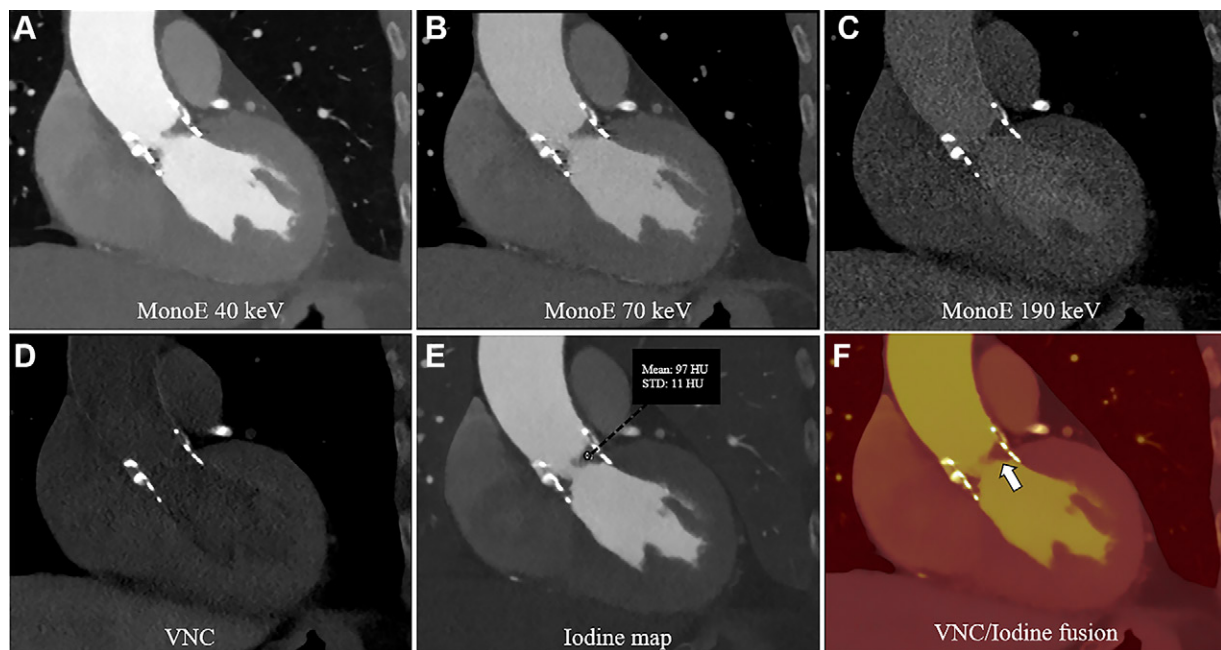 A
MonoE 40 keV
B
MonoE 70 keV
C
MonoE 190 keV
D
VNC
E
Mean: 97 HU
STD: 11 HU
Iodine map
F
VNC/Iodine fusion